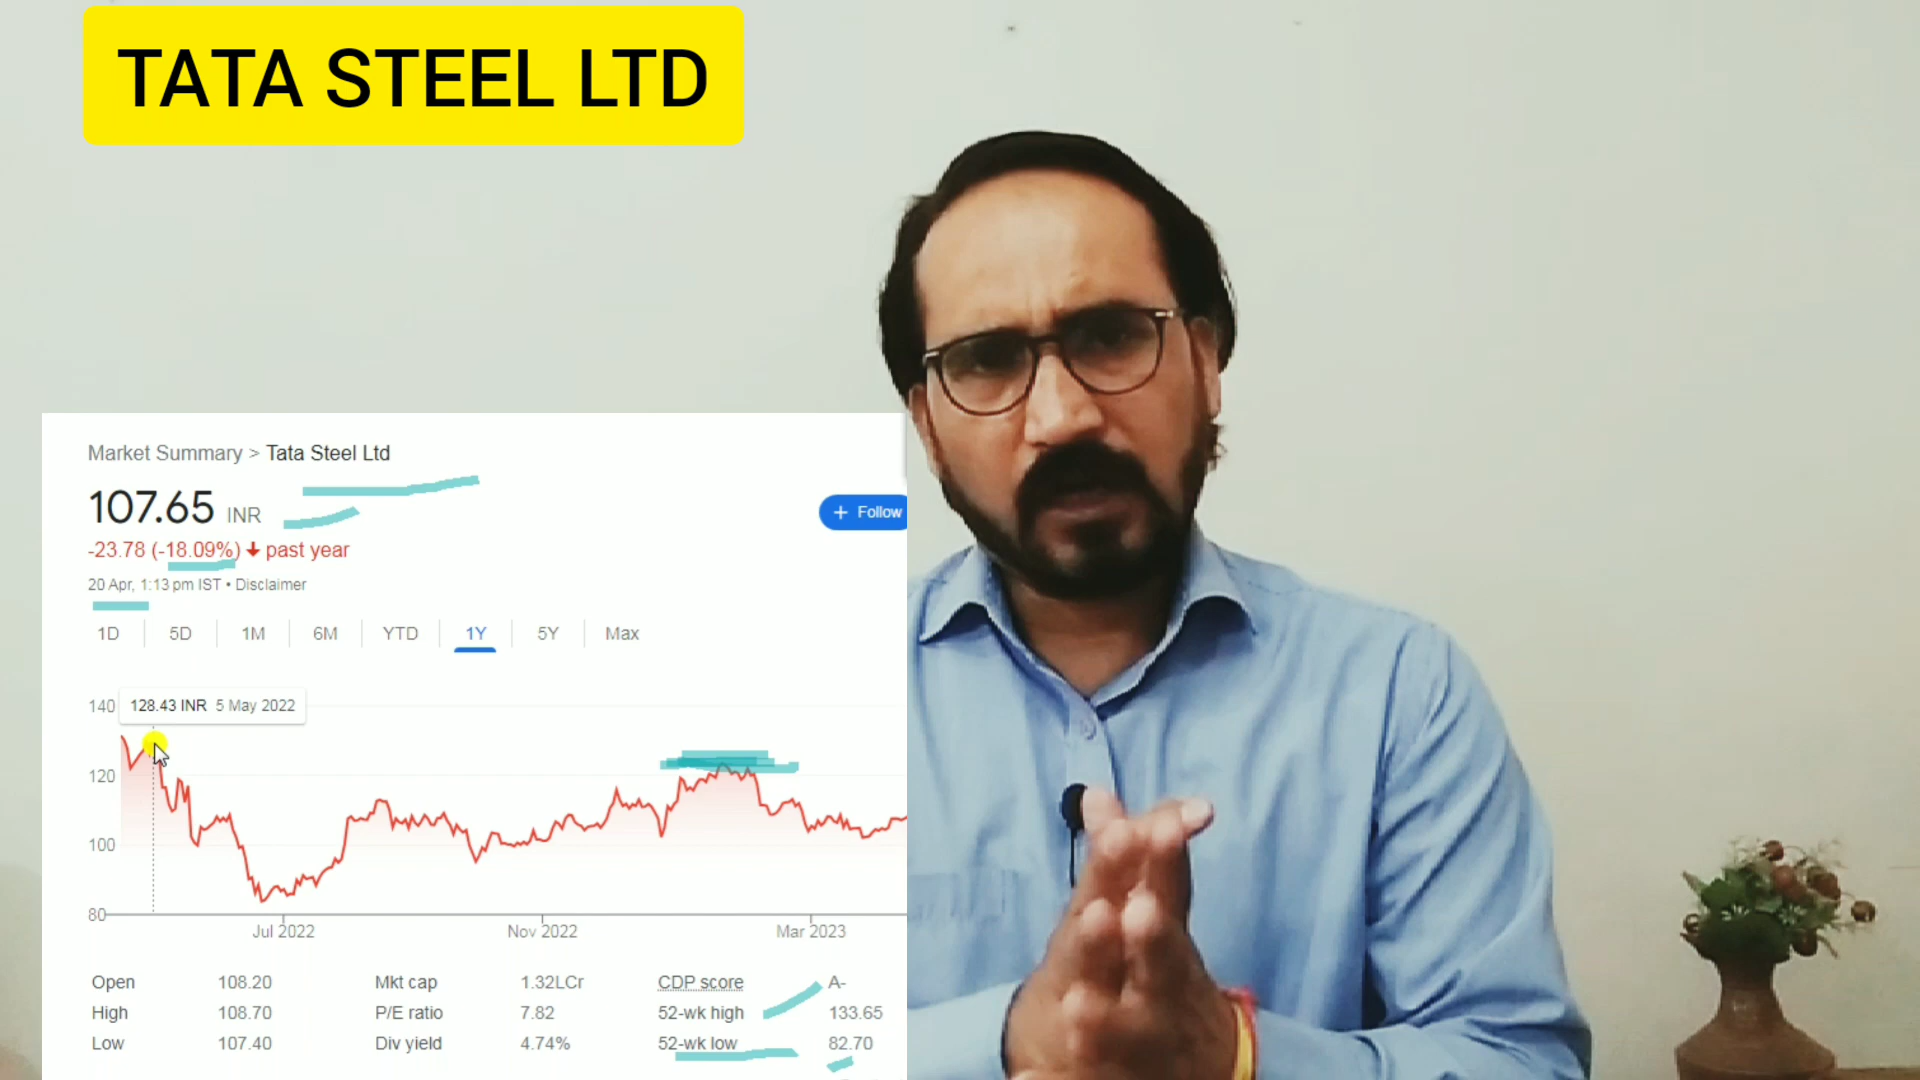 TATA STEEL LTD
Market Summary > Tata Steel Ltd
107.65 INR
+ Follow
-23.78 (-18.09%) ↓ past year
20 Apr, 1:13 pm IST • Disclaimer
1D 5D 1M 6M YTD 1Y 5Y Max
140
128.43 INR 5 May 2022
120
100
80
Jul 2022 Nov 2022 Mar 2023
Open 108.20 Mkt cap 1.32LCr CDP score A-
High 108.70 P/E ratio 7.82 52-wk high 133.65
Low 107.40 Div yield 4.74% 52-wk low 82.70